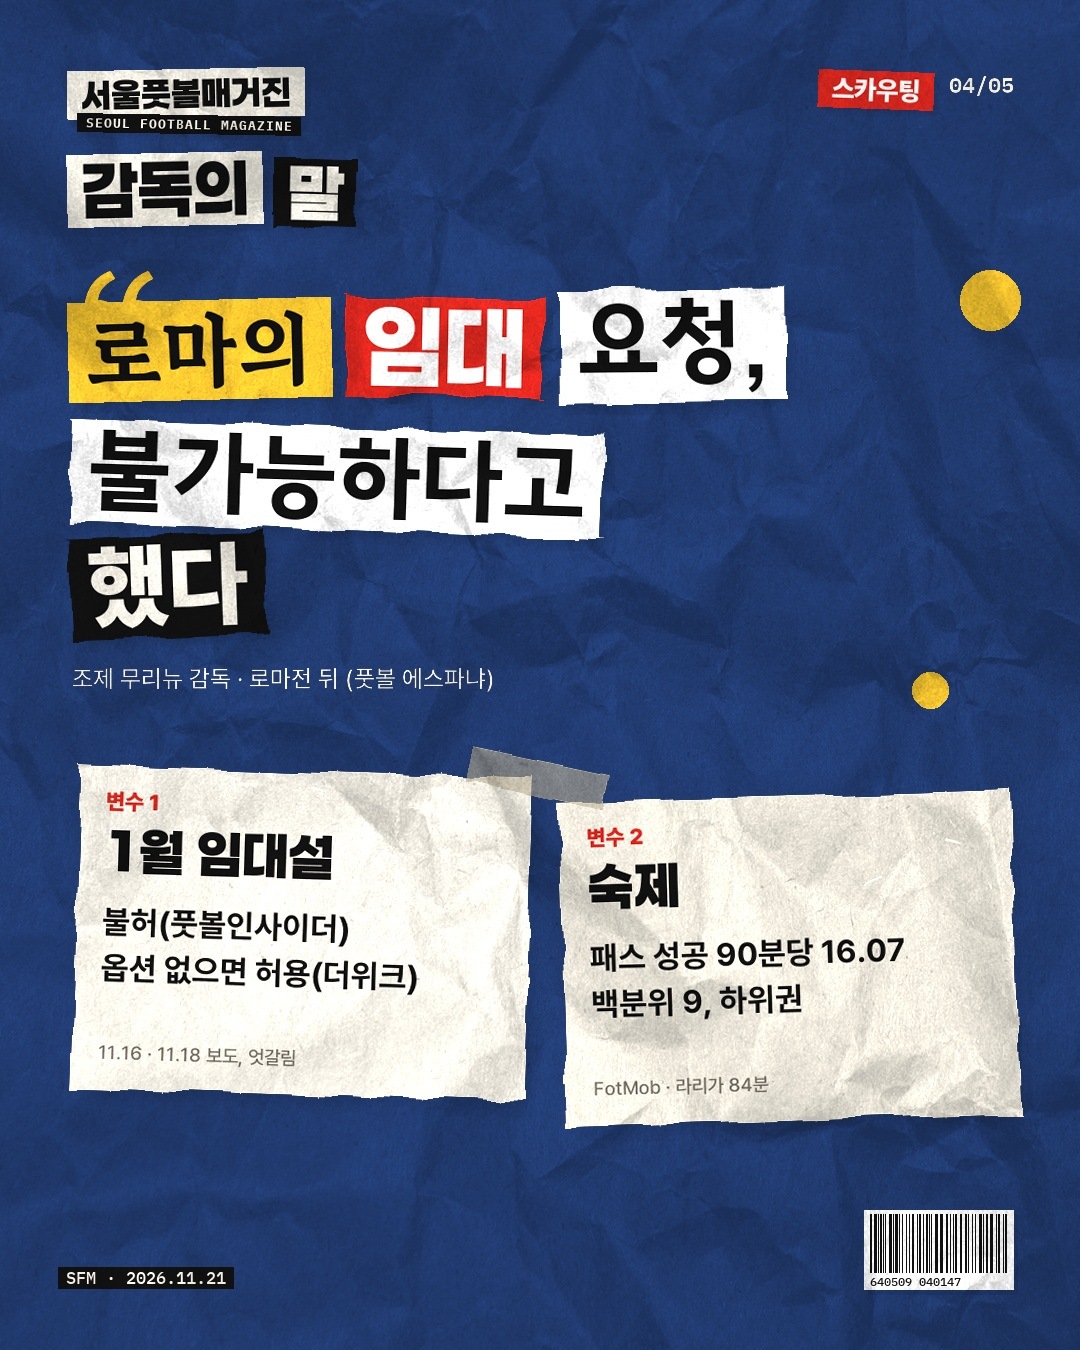 서울풋볼매거진
SEOUL FOOTBALL MAGAZINE
스카우팅 04/05
감독의 말
“로마의 임대 요청,
불가능하다고
했다
조제 무리뉴 감독 · 로마전 뒤 (풋볼 에스파냐)
변수 1
1월 임대설
불허(풋볼인사이더)
옵션 없으면 허용(더위크)
11.16 · 11.18 보도, 엇갈림
변수 2
숙제
패스 성공 90분당 16.07
백분위 9, 하위권
FotMob · 라리가 84분
SFM · 2026.11.21
640509 040147